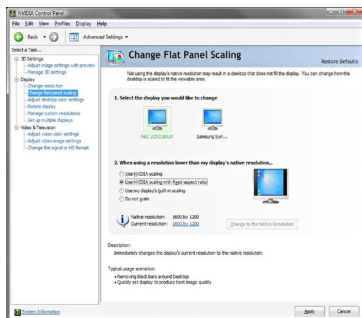 NVIDIA Control Panel
File Edit View Profiles Display Help
Back Advanced Settings
Select a Task...
3D Settings
Adjust image settings with preview
Manage 3D settings
Display
Change resolution
Change flat panel scaling
Adjust desktop color settings
Rotate display
Manage custom resolutions
Set up multiple displays
Video & Television
Adjust video color settings
Adjust video image settings
Change the signal or HD format
System Information
Change Flat Panel Scaling
Restore Defaults
Not using the display's native resolution may result in a desktop that does not fill the display. You can change how the
desktop is scaled to fit the viewable area.
1. Select the display you would like to change
Samsung Syn...
2. When using a resolution lower than my display's native resolution...
Use NVIDIA scaling
Use NVIDIA scaling with fixed-aspect ratio
Use my display's built-in scaling
Do not scale
Native resolution: 1600 by 1200
Current resolution: 1600 by 1200
Change to the Native Resolution
Description:
Immediately changes the display's current resolution to the native resolution.
Typical usage scenarios:
• Removing black bars around Desktop
• Quickly set display to produce best image quality
Apply Cancel